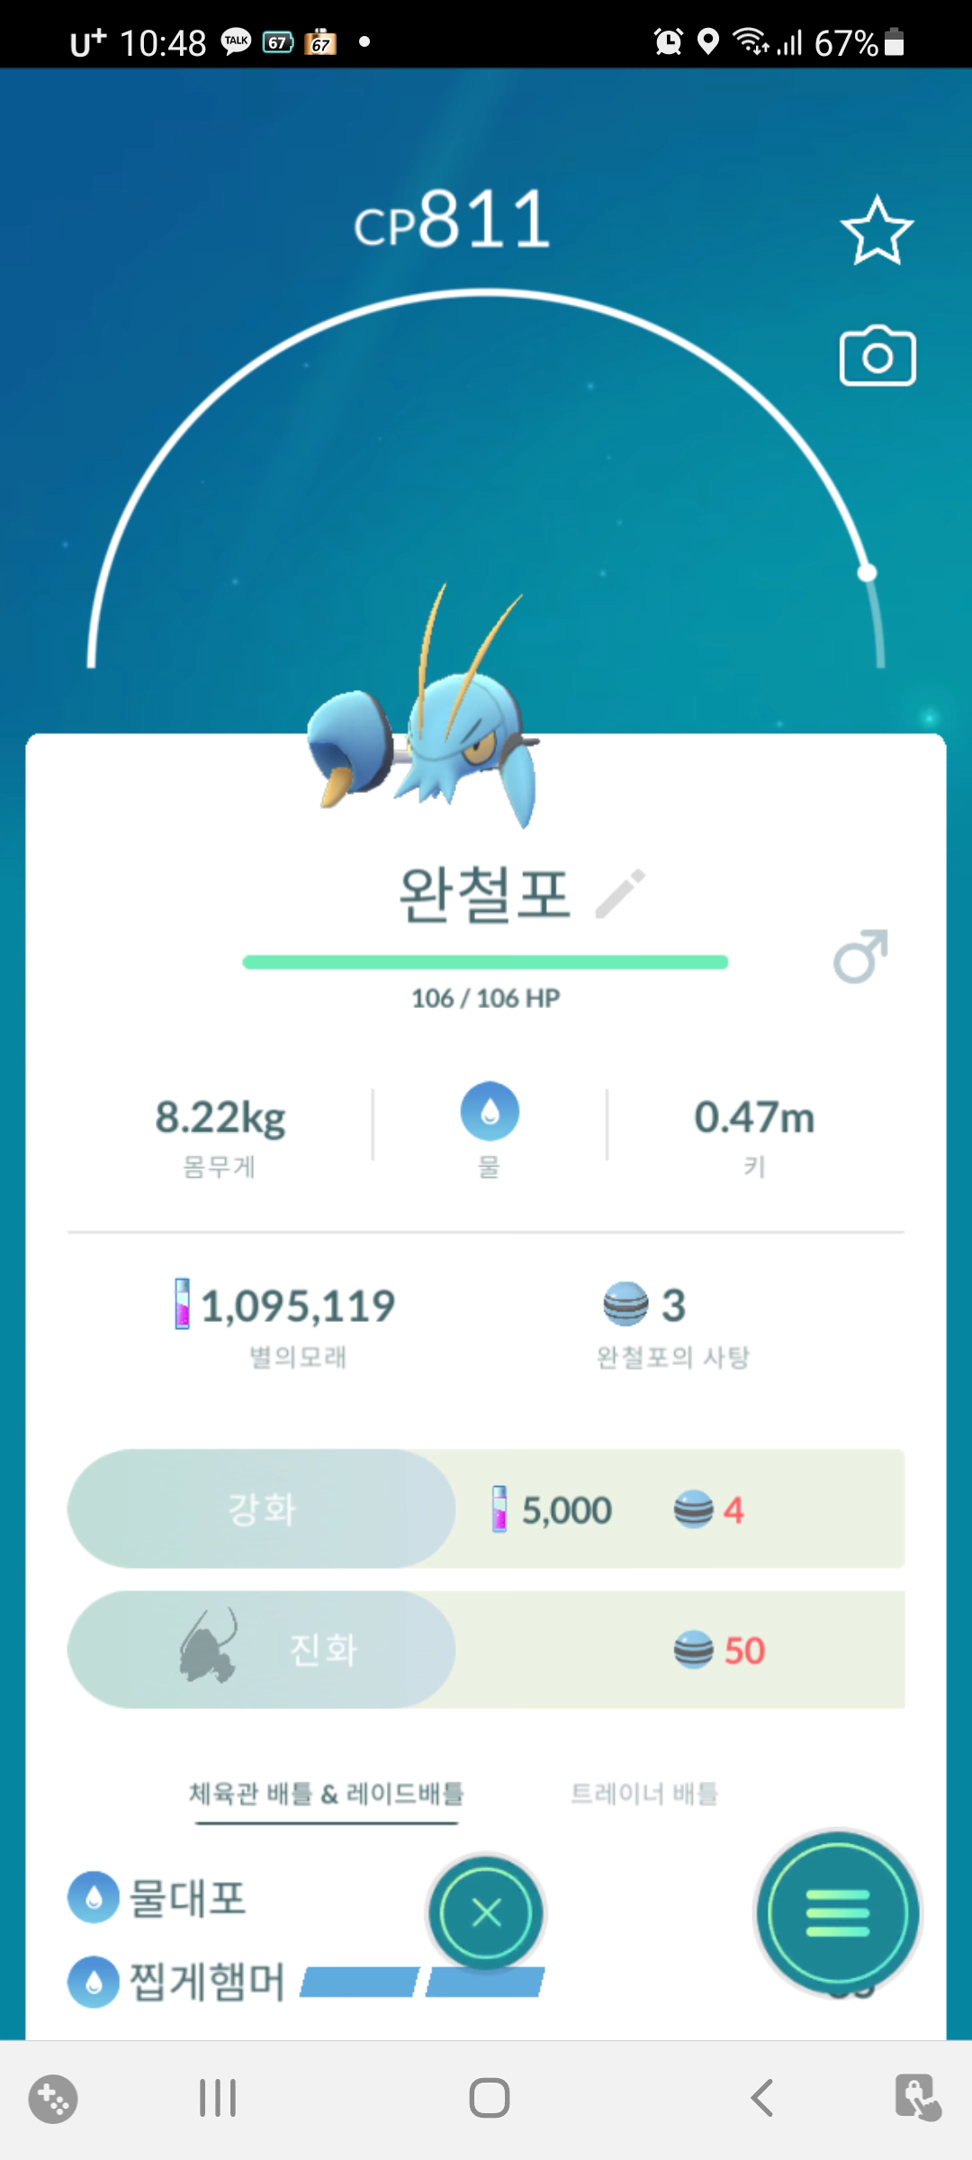 U+ 10:48 TALK 67 67 67%
CP811
완철포
106 / 106 HP
8.22kg 0.47m
몸무게 물 키
1,095,119 3
별의모래 완철포의 사탕
강화 5,000 4
진화 50
체육관 배틀 & 레이드배틀 트레이너 배틀
물대포
찝게햄머